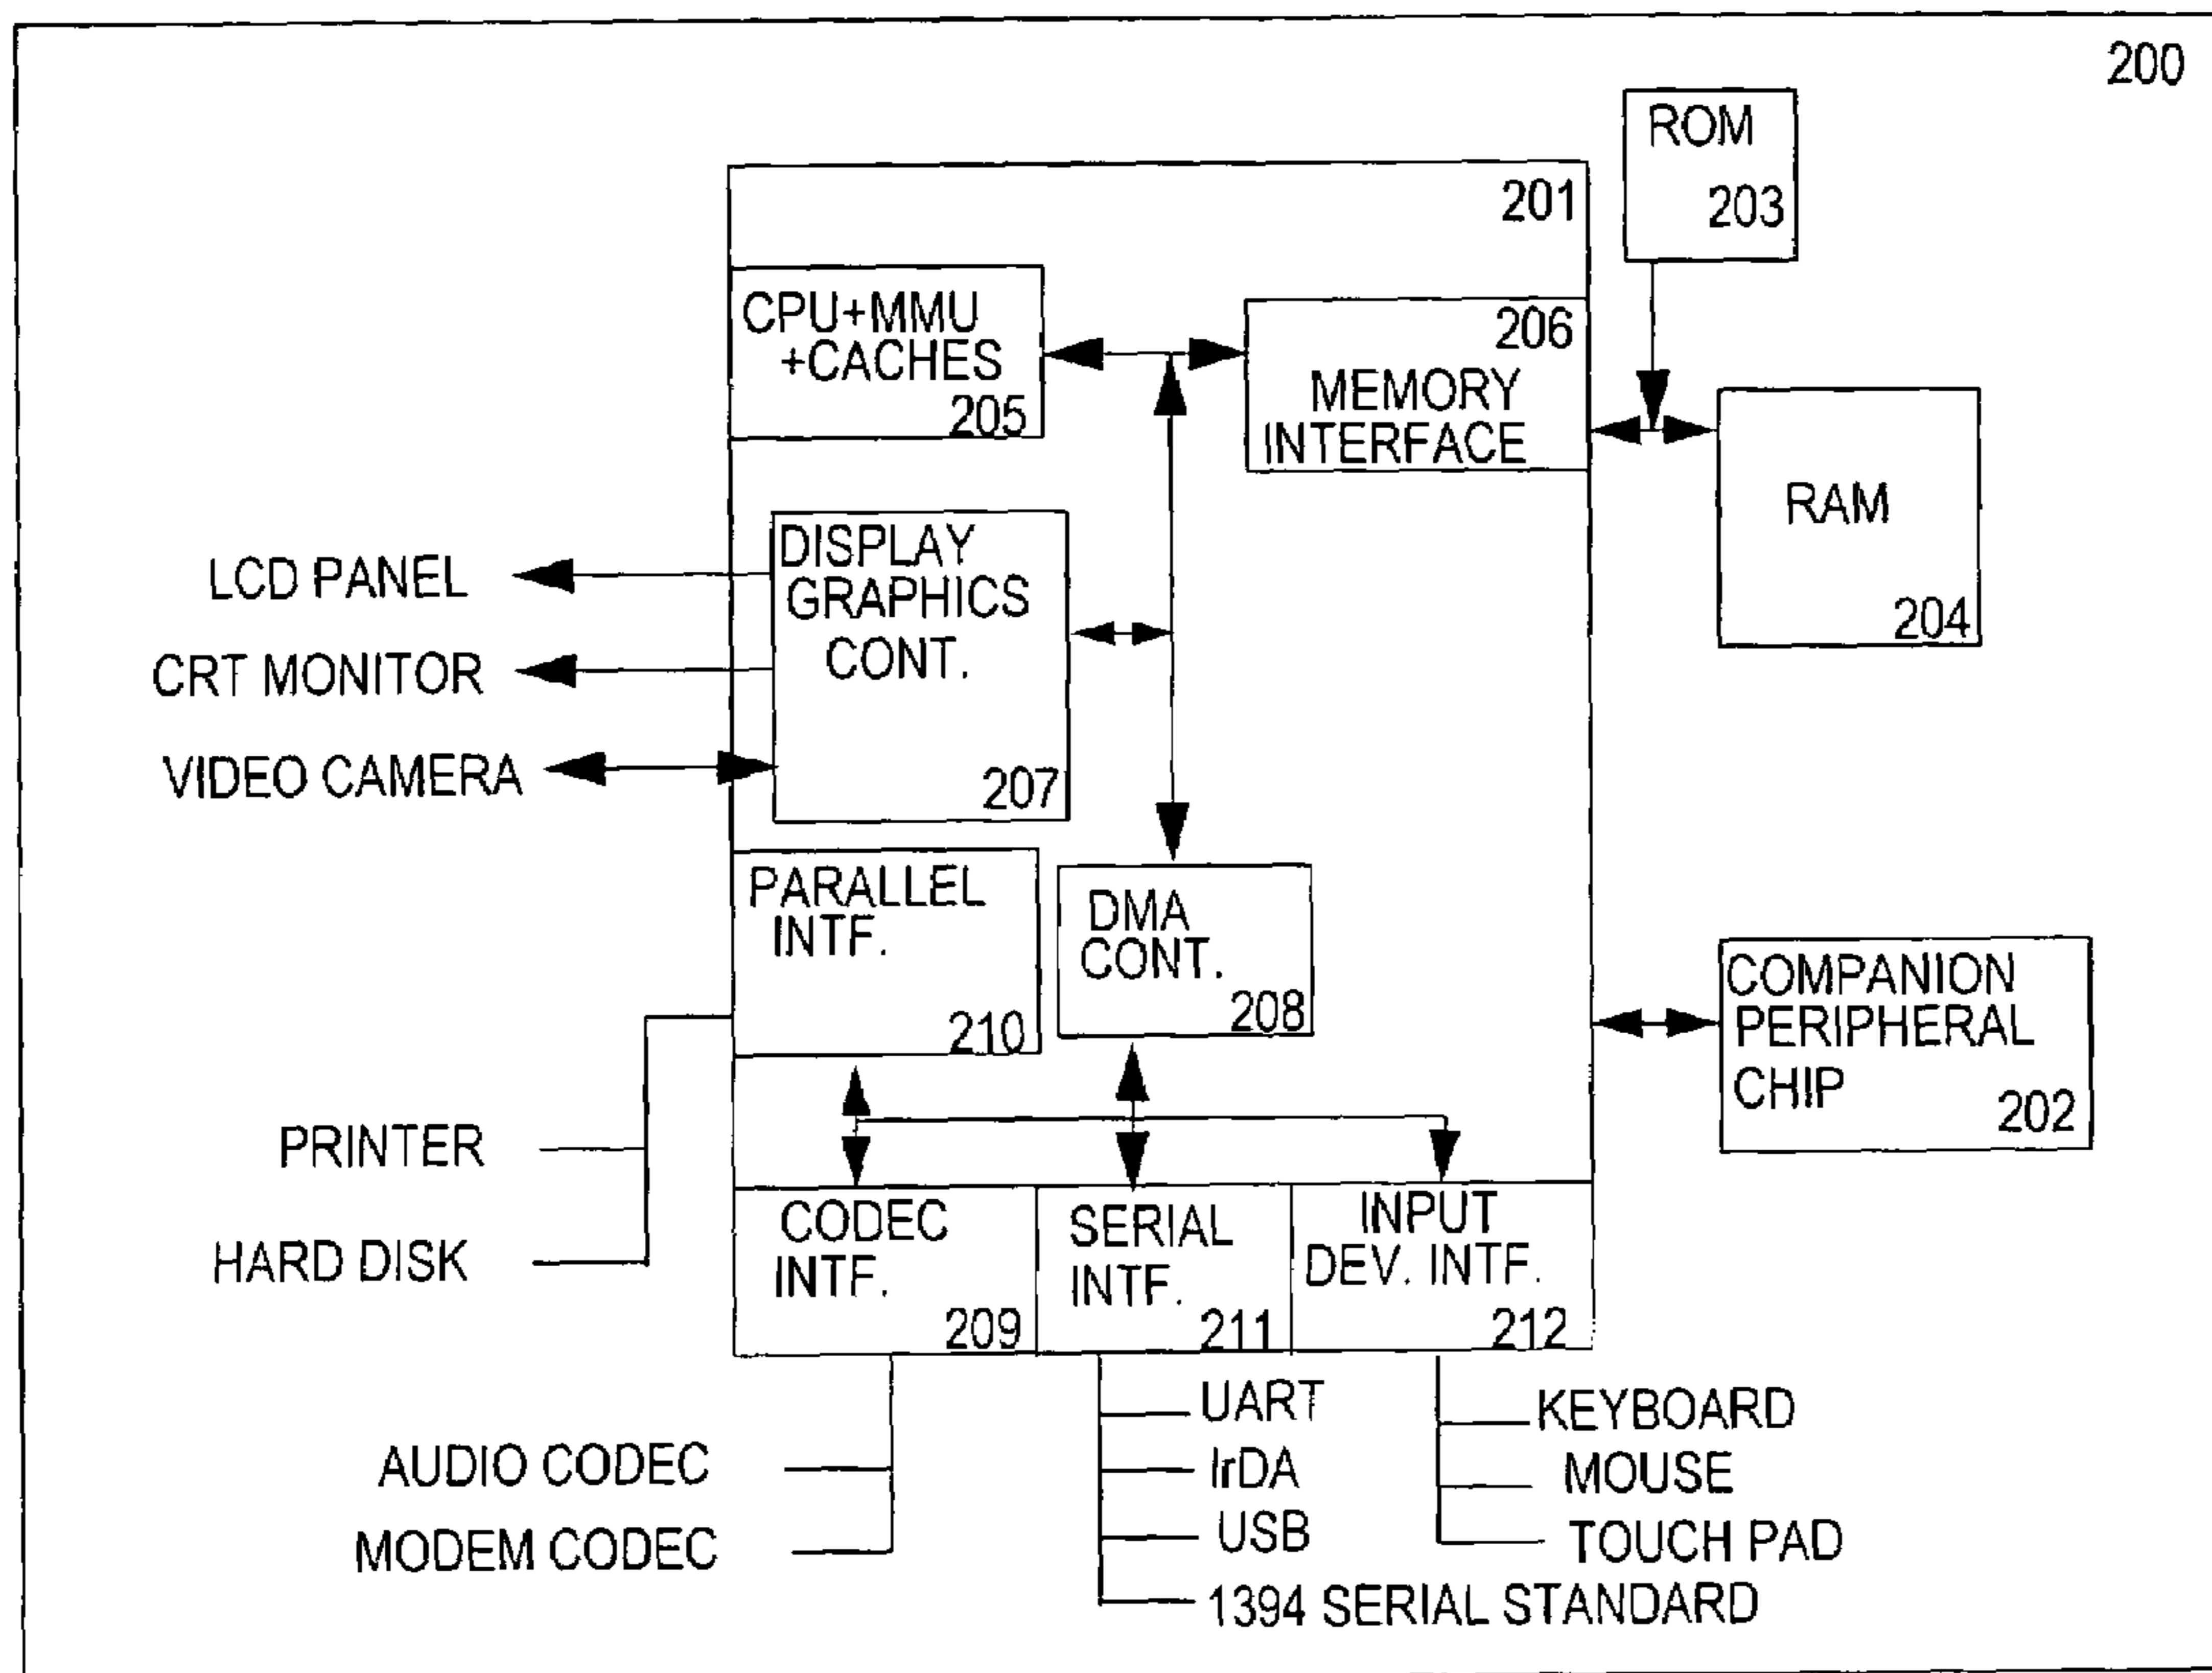 200
ROM
203
201
CPU+MMU
+CACHES
205
206
MEMORY
INTERFACE
RAM
204
DISPLAY
GRAPHICS
CONT.
207
LCD PANEL
CRT MONITOR
VIDEO CAMERA
PARALLEL
INTF.
210
DMA
CONT.
208
COMPANION
PERIPHERAL
CHIP
202
PRINTER
HARD DISK
CODEC
INTF.
209
SERIAL
INTF.
211
INPUT
DEV. INTF.
212
AUDIO CODEC
MODEM CODEC
UART
IrDA
USB
1394 SERIAL STANDARD
KEYBOARD
MOUSE
TOUCH PAD